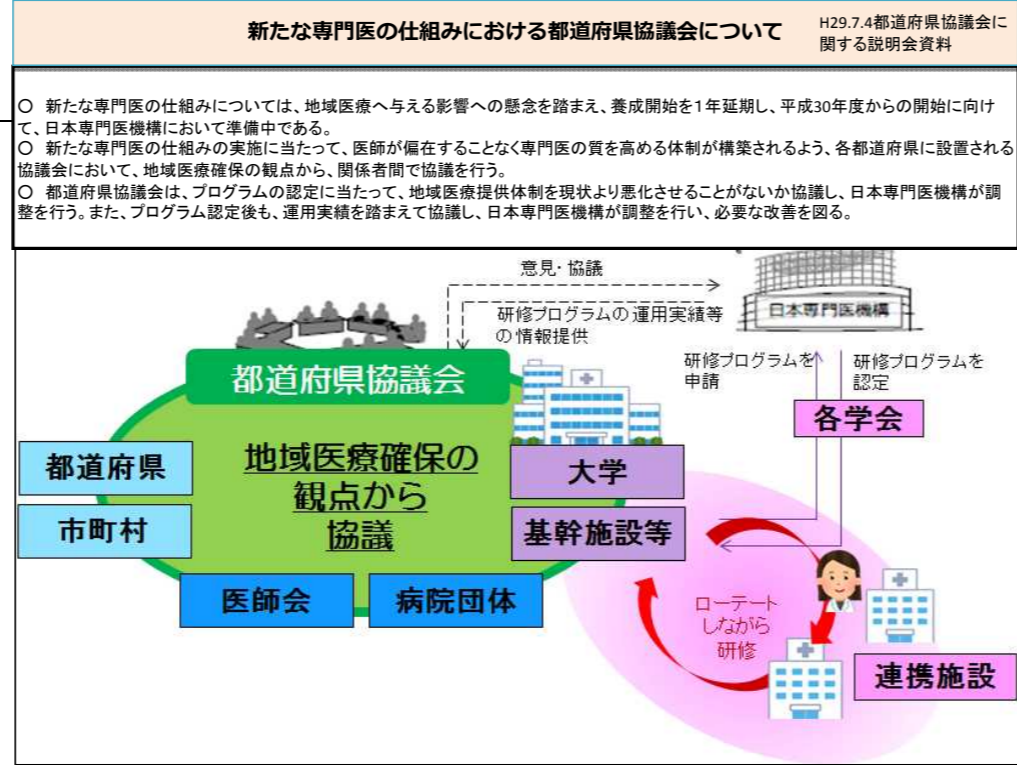 新たな専門医の仕組みにおける都道府県協議会について
H29.7.4都道府県協議会に
関する説明会資料
○　新たな専門医の仕組みについては、地域医療へ与える影響への懸念を踏まえ、養成開始を１年延期し、平成30年度からの開始に向け
て、日本専門医機構において準備中である。
○　新たな専門医の仕組みの実施に当たって、医師が偏在することなく専門医の質を高める体制が構築されるよう、各都道府県に設置される
協議会において、地域医療確保の観点から、関係者間で協議を行う。
○　都道府県協議会は、プログラムの認定に当たって、地域医療提供体制を現状より悪化させることがないか協議し、日本専門医機構が調
整を行う。また、プログラム認定後も、運用実績を踏まえて協議し、日本専門医機構が調整を行い、必要な改善を図る。
意見・協議
研修プログラムの運用実績等
の情報提供
日本専門医機構
研修プログラムを
申請
研修プログラムを
認定
各学会
都道府県協議会
地域医療確保の
観点から
協議
都道府県
市町村
大学
基幹施設等
医師会
病院団体
ローテート
しながら
研修
連携施設